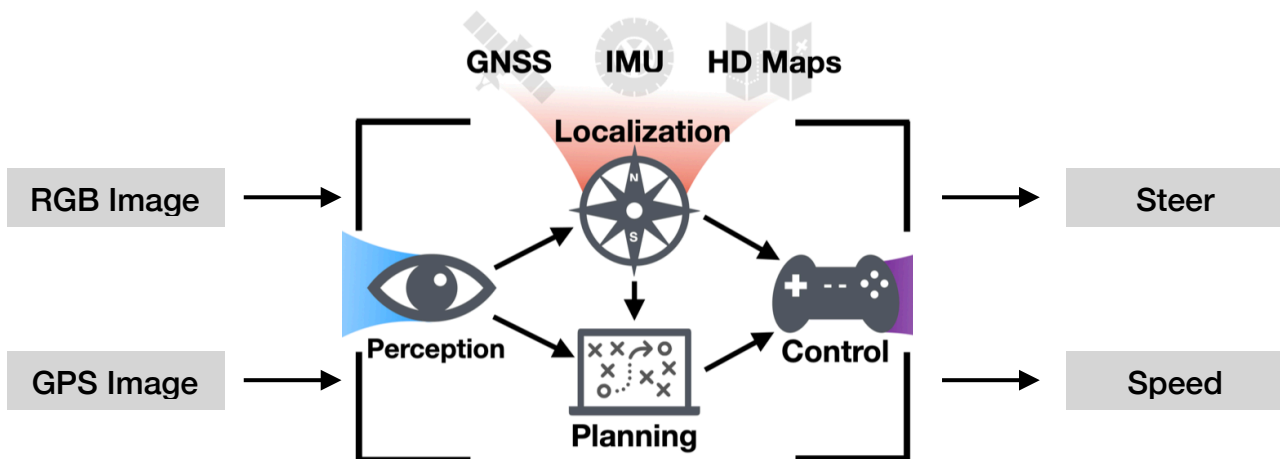 GNSS IMU HD Maps
Localization
RGB Image
Steer
N
S
Perception
Control
GPS Image
Speed
Planning